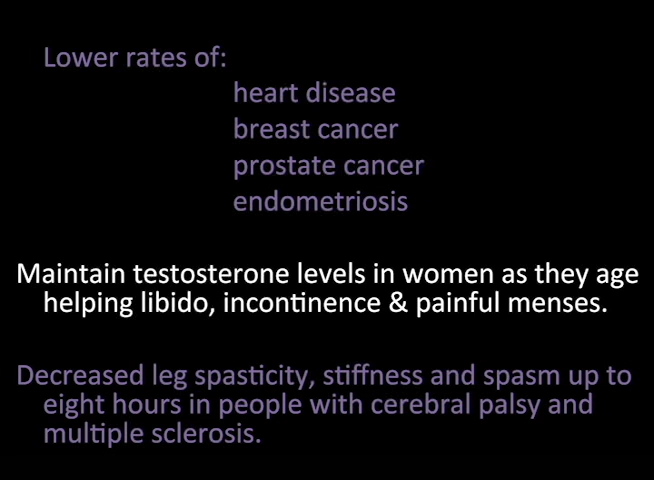 Lower rates of:
heart disease
breast cancer
prostate cancer
endometriosis
Maintain testosterone levels in women as they age
helping libido, incontinence & painful menses.
Decreased leg spasticity, stiffness and spasm up to
eight hours in people with cerebral palsy and
multiple sclerosis.